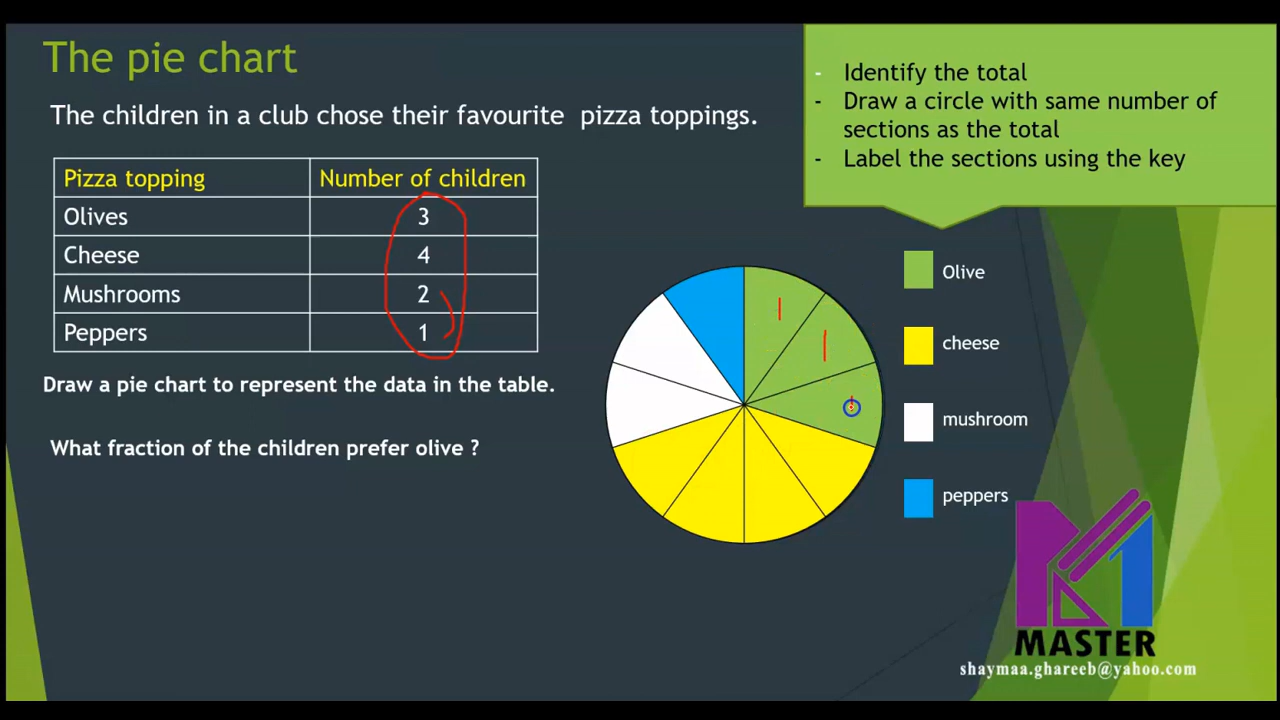 The pie chart
The children in a club chose their favourite pizza toppings.
Pizza topping Number of children
Olives 3
Cheese 4
Mushrooms 2
Peppers 1
Draw a pie chart to represent the data in the table.
What fraction of the children prefer olive ?
- Identify the total
- Draw a circle with same number of
sections as the total
- Label the sections using the key
Olive
cheese
mushroom
peppers
M1
MASTER
shaymaa.ghareeb@yahoo.com